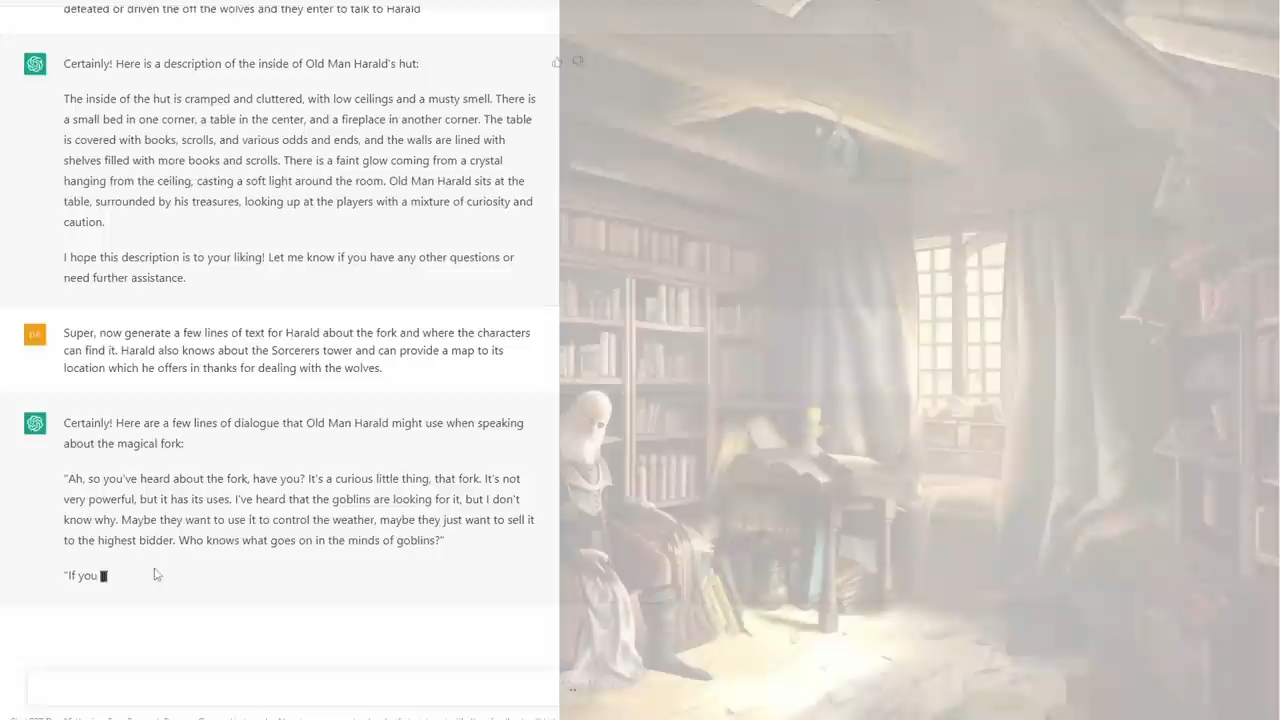 defeated or driven the off the wolves and they enter to talk to Harald
Certainly! Here is a description of the inside of Old Man Harald's hut:
The inside of the hut is cramped and cluttered, with low ceilings and a musty smell. There is
a small bed in one corner, a table in the center, and a fireplace in another corner. The table
is covered with books, scrolls, and various odds and ends, and the walls are lined with
shelves filled with more books and scrolls. There is a faint glow coming from a crystal
hanging from the ceiling, casting a soft light around the room. Old Man Harald sits at the
table, surrounded by his treasures, looking up at the players with a mixture of curiosity and
caution.
I hope this description is to your liking! Let me know if you have any other questions or
need further assistance.
Super, now generate a few lines of text for Harald about the fork and where the characters
can find it. Harald also knows about the Sorcerers tower and can provide a map to its
location which he offers in thanks for dealing with the wolves.
Certainly! Here are a few lines of dialogue that Old Man Harald might use when speaking
about the magical fork:
"Ah, so you've heard about the fork, have you? It's a curious little thing, that fork. It's not
very powerful, but it has its uses. I've heard that the goblins are looking for it, but I don't
know why. Maybe they want to use it to control the weather, maybe they just want to sell it
to the highest bidder. Who knows what goes on in the minds of goblins?"
"If you